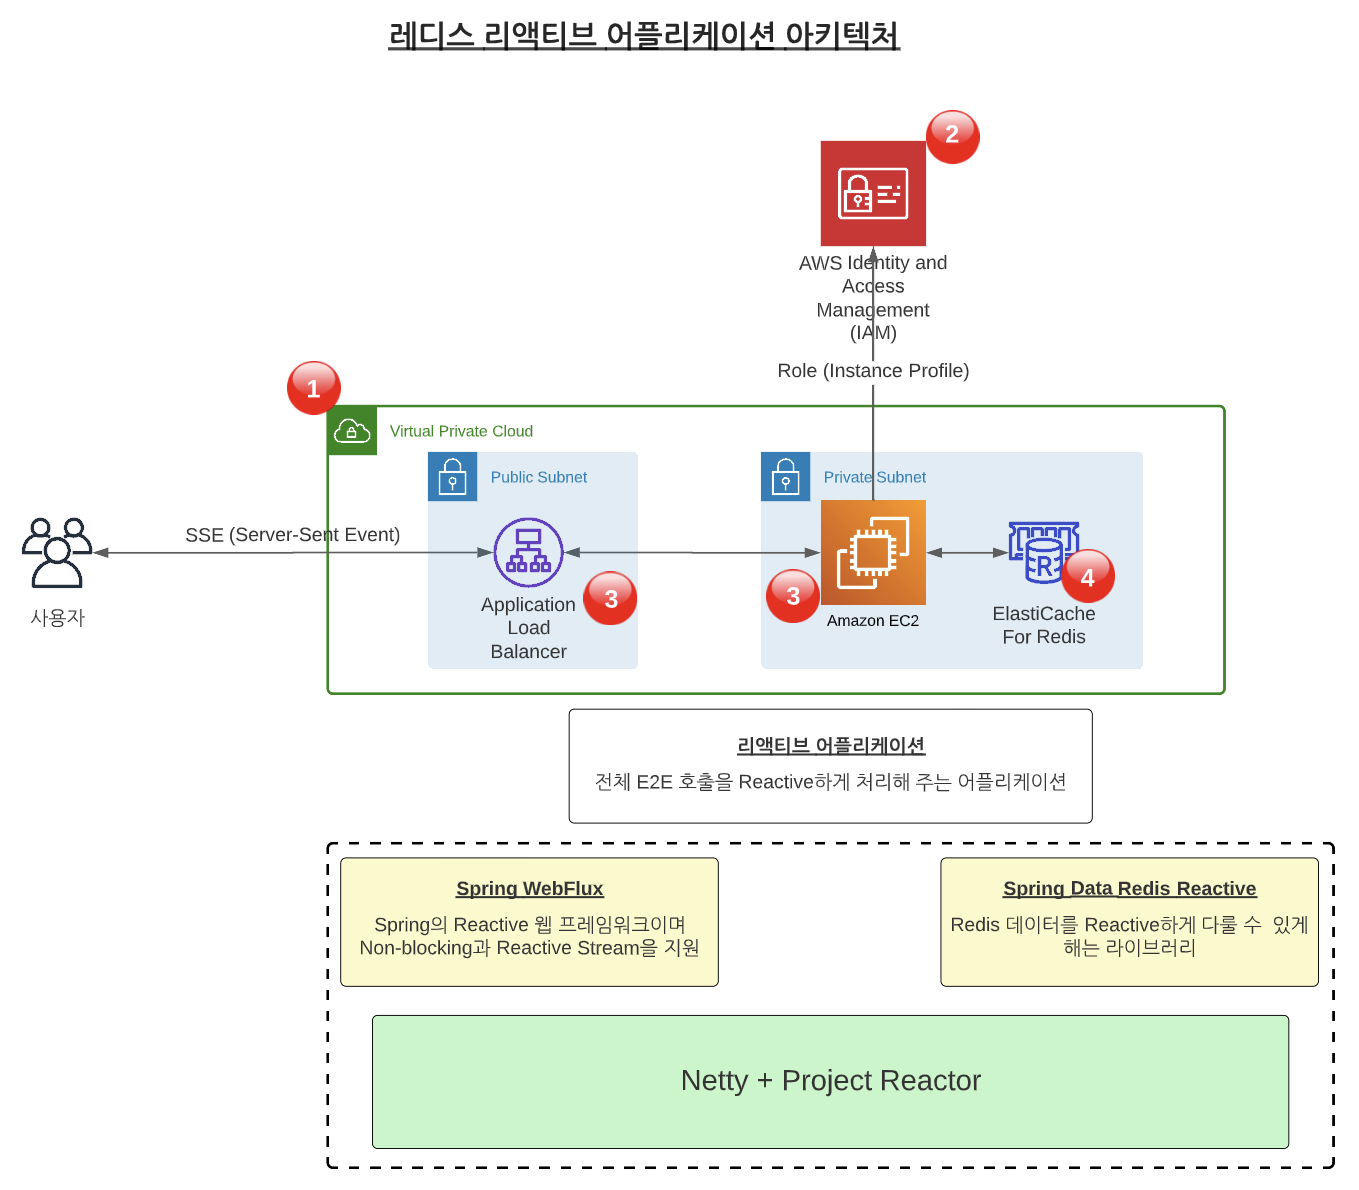 레디스 리액티브 어플리케이션 아키텍처
2
AWS Identity and
Access
Management
(IAM)
Role (Instance Profile)
1
Virtual Private Cloud
Public Subnet
Private Subnet
SSE (Server-Sent Event)
사용자
Application
Load
Balancer
3
3
Amazon EC2
R
4
ElastiCache
For Redis
리액티브 어플리케이션
전체 E2E 호출을 Reactive하게 처리해 주는 어플리케이션
Spring WebFlux
Spring의 Reactive 웹 프레임워크이며
Non-blocking과 Reactive Stream을 지원
Spring Data Redis Reactive
Redis 데이터를 Reactive하게 다룰 수 있게
해는 라이브러리
Netty + Project Reactor